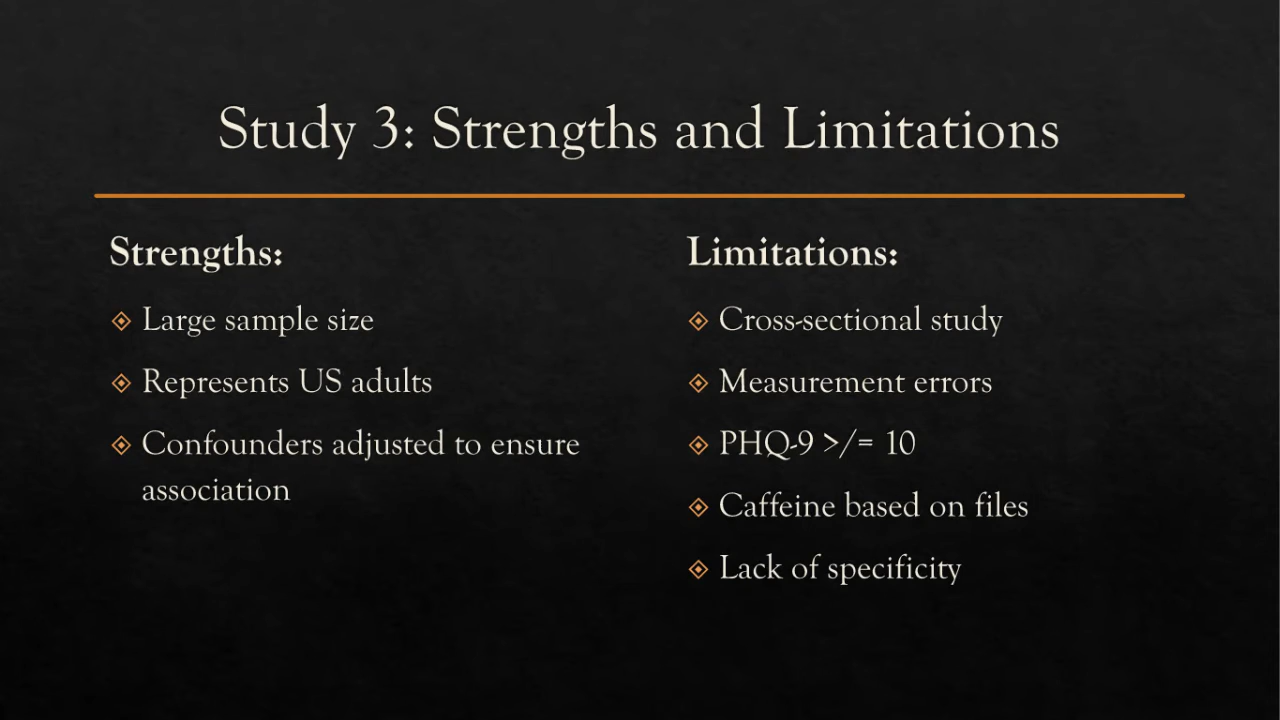 Study 3: Strengths and Limitations
Strengths:
Large sample size
Represents US adults
Confounders adjusted to ensure
association
Limitations:
Cross-sectional study
Measurement errors
PHQ-9 >/= 10
Caffeine based on files
Lack of specificity